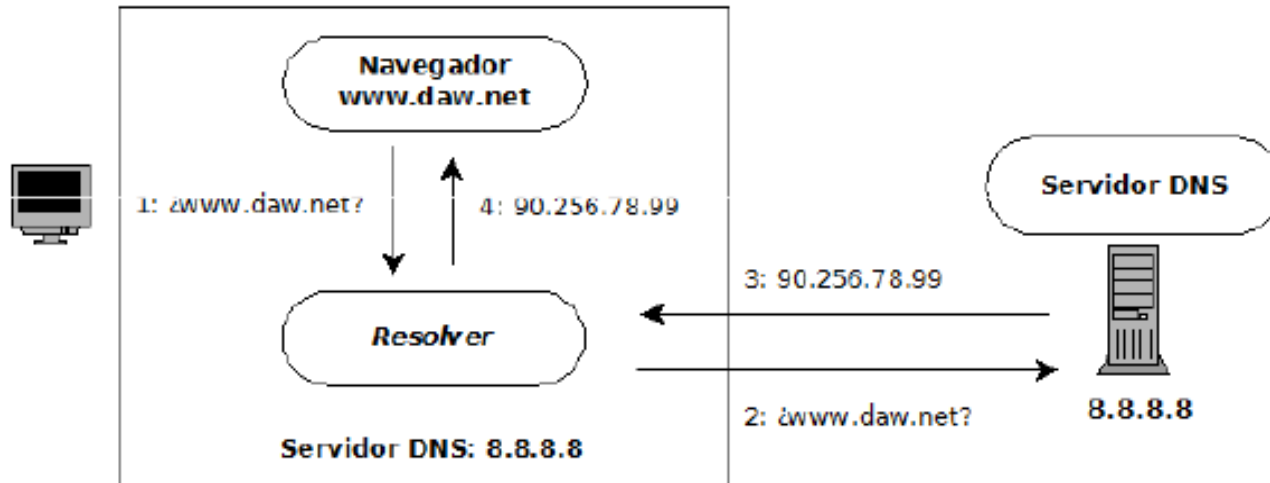 Navegador
www.daw.net
1: ¿www.daw.net?
4: 90.256.78.99
Servidor DNS
3: 90.256.78.99
Resolver
2: ¿www.daw.net?
8.8.8.8
Servidor DNS: 8.8.8.8